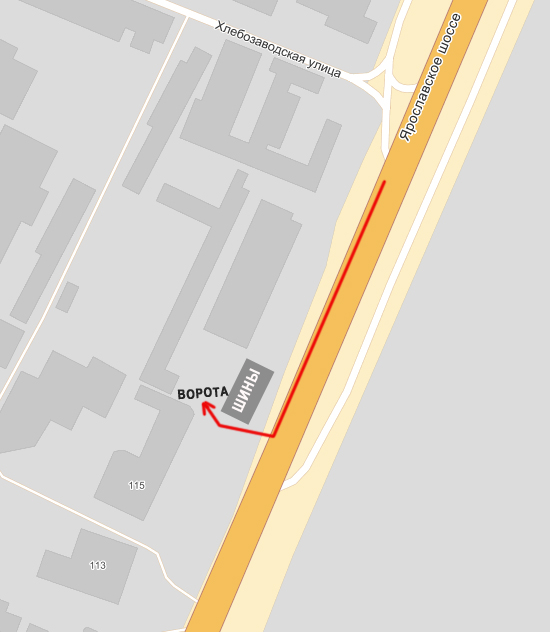 Хлебозаводская улица
Ярославское шоссе
ВОРОТА
ШИНЫ
115
113